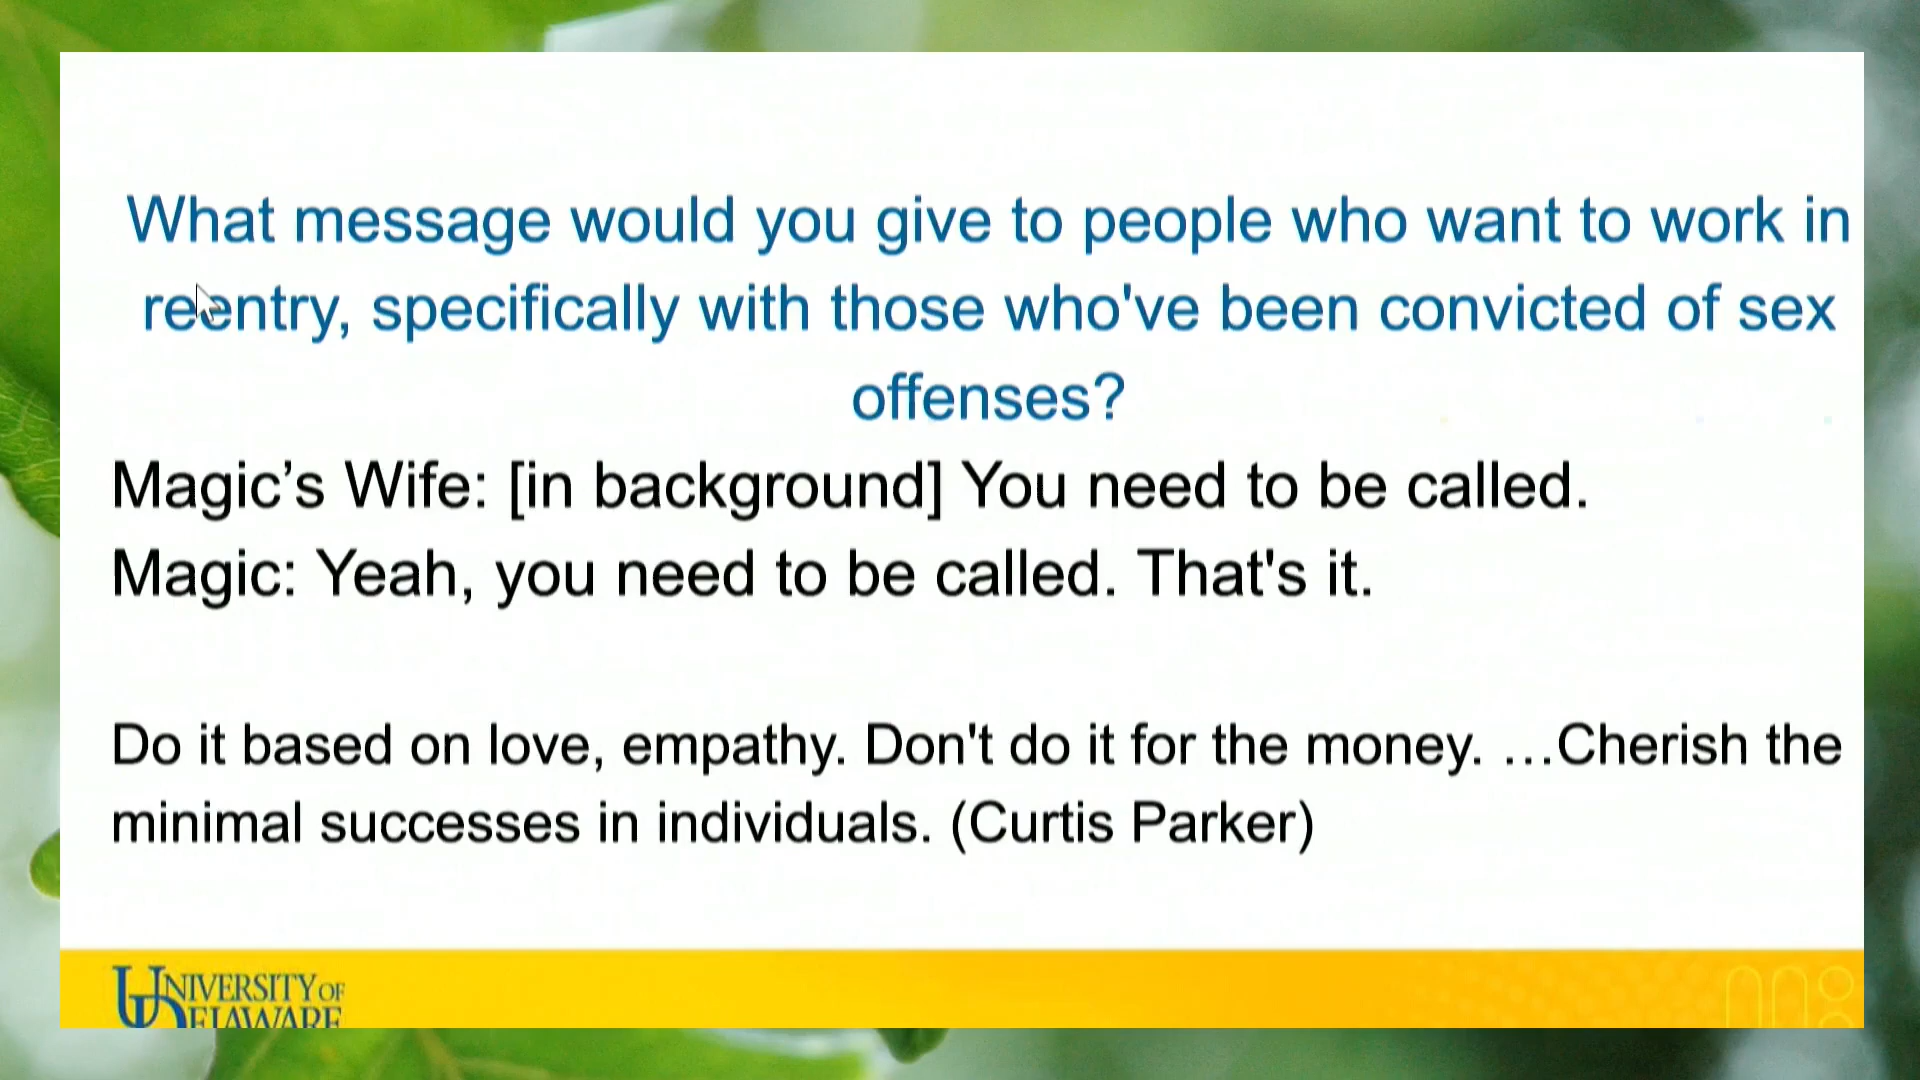 What message would you give to people who want to work in
reentry, specifically with those who've been convicted of sex
offenses?
Magic’s Wife: [in background] You need to be called.
Magic: Yeah, you need to be called. That's it.
Do it based on love, empathy. Don't do it for the money. …Cherish the
minimal successes in individuals. (Curtis Parker)
UNIVERSITY OF
DELAWARE